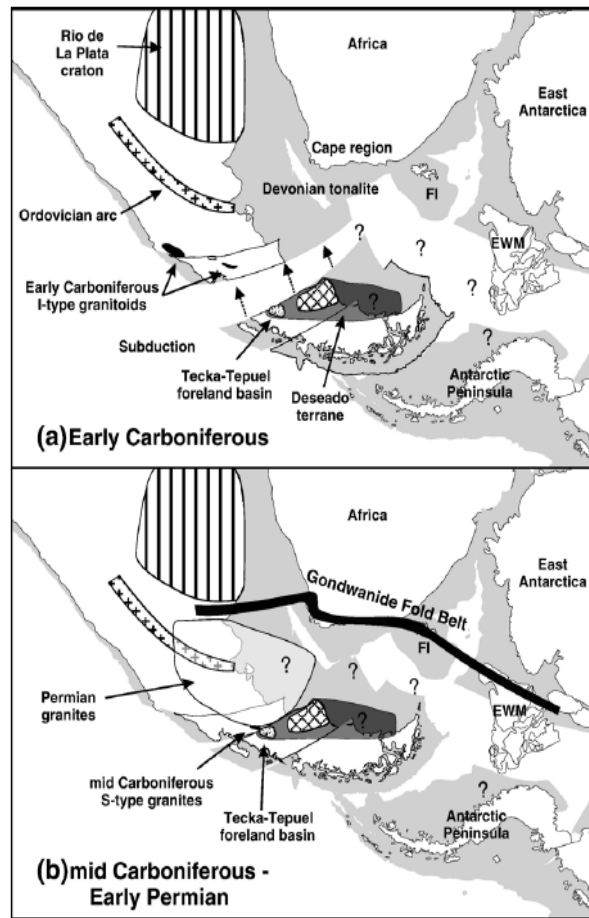 Rio de
La Plata
craton
Africa
East
Antarctica
Cape region
Devonian tonalite
FI
Ordovician arc
?
?
EWM
Early Carboniferous
I-type granitoids
?
?
?
Subduction
Tecka-Tepuel
foreland basin
Deseado
terrane
Antarctic
Peninsula
(a) Early Carboniferous
Africa
East
Antarctica
Gondwanide Fold Belt
FI
?
?
?
EWM
Permian
granites
?
?
mid Carboniferous
S-type granites
Tecka-Tepuel
foreland basin
Antarctic
Peninsula
(b) mid Carboniferous -
Early Permian